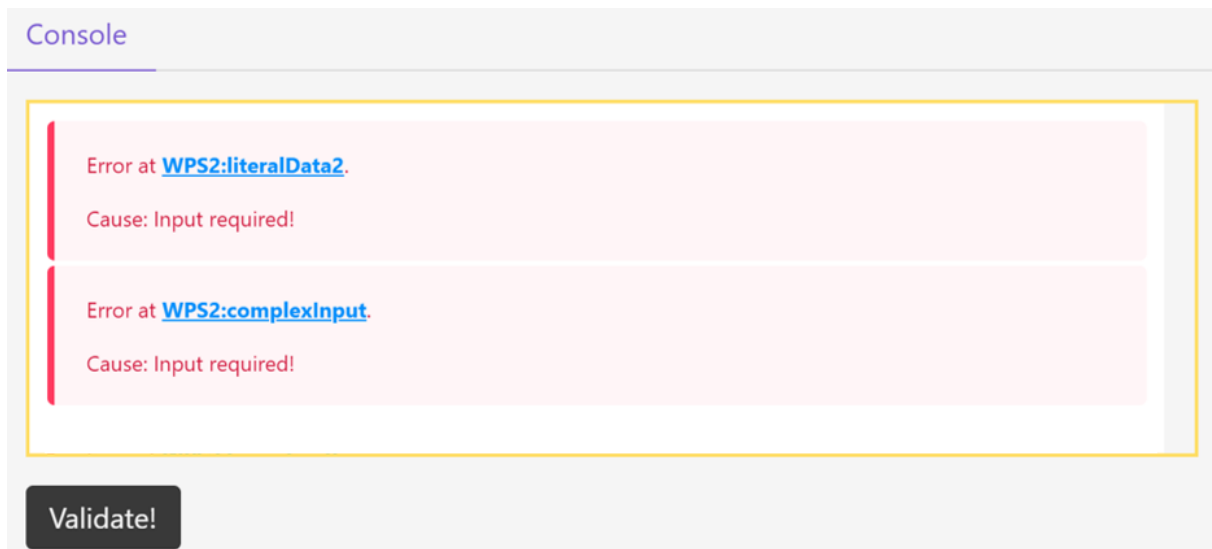 Console
Error at WPS2:literalData2.
Cause: Input required!
Error at WPS2:complexInput.
Cause: Input required!
Validate!